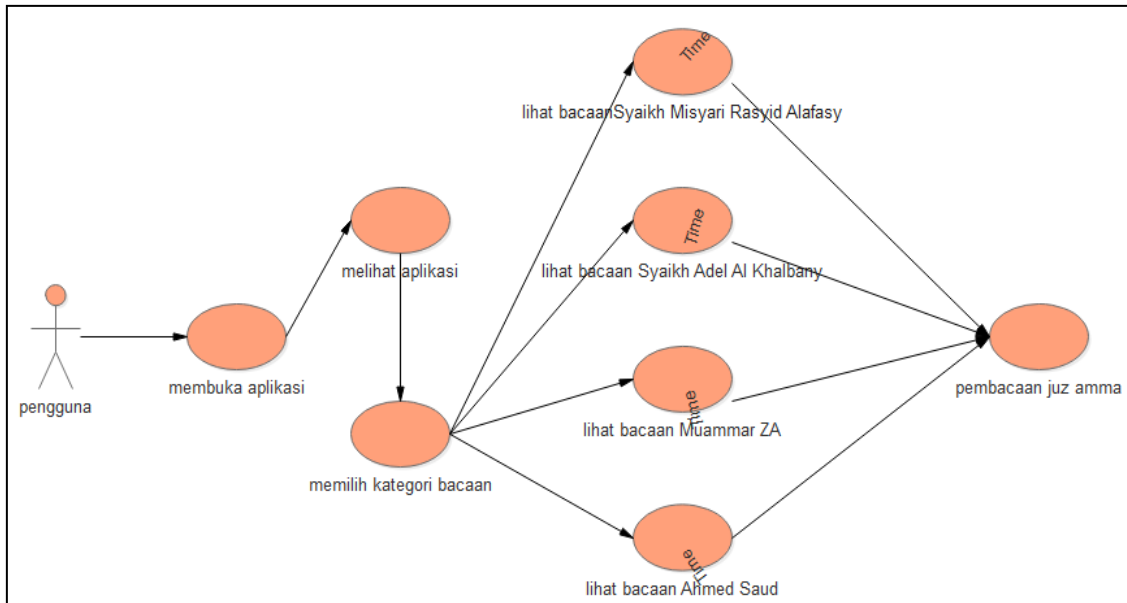 Time
lihat bacaanSyaikh Misyari Rasyid Alafasy
Time
lihat bacaan Syaikh Adel Al Khalbany
melihat aplikasi
membuka aplikasi
pengguna
Time
lihat bacaan Muammar ZA
pembacaan juz amma
memilih kategori bacaan
Time
lihat bacaan Ahmed Saud